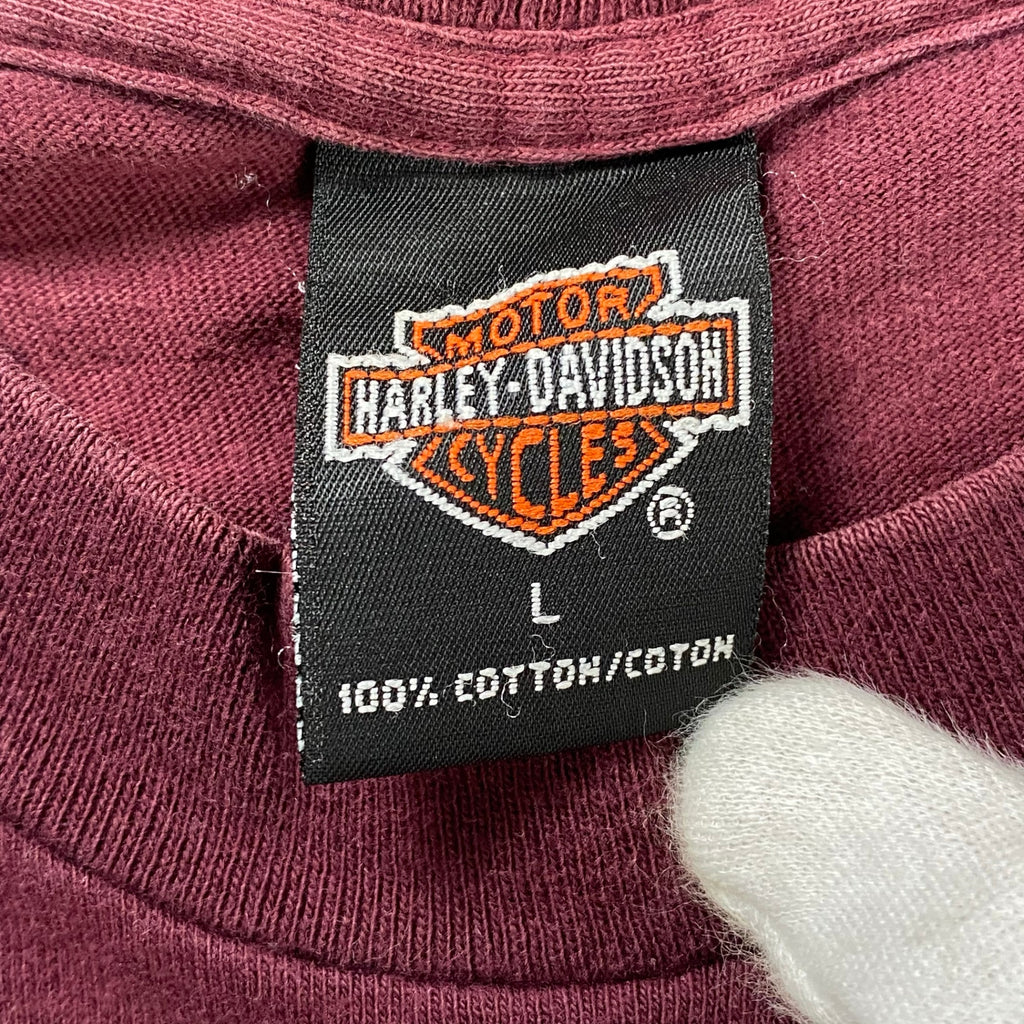 MOTOR
HARLEY-DAVIDSON
CYCLES
®
L
100% COTTON/COTON